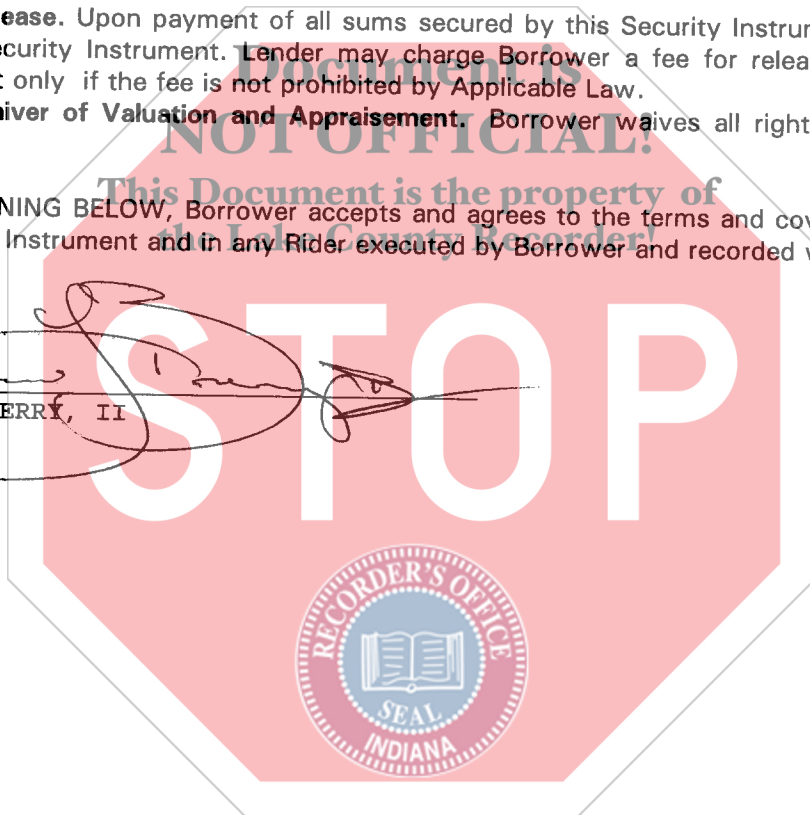 ease. Upon payment of all sums secured by this Security Instrum
ecurity Instrument. Lender may charge Borrower a fee for relea
t only if the fee is not prohibited by Applicable Law.
iver of Valuation and Appraisement. Borrower waives all right
Document is
NOT OFFICIAL!
This Document is the property of
the Lake County Recorder!
NING BELOW, Borrower accepts and agrees to the terms and cov
Instrument and in any Rider executed by Borrower and recorded
STOP
ERRY, II
RECORDER'S OFFICE
SEAL
INDIANA